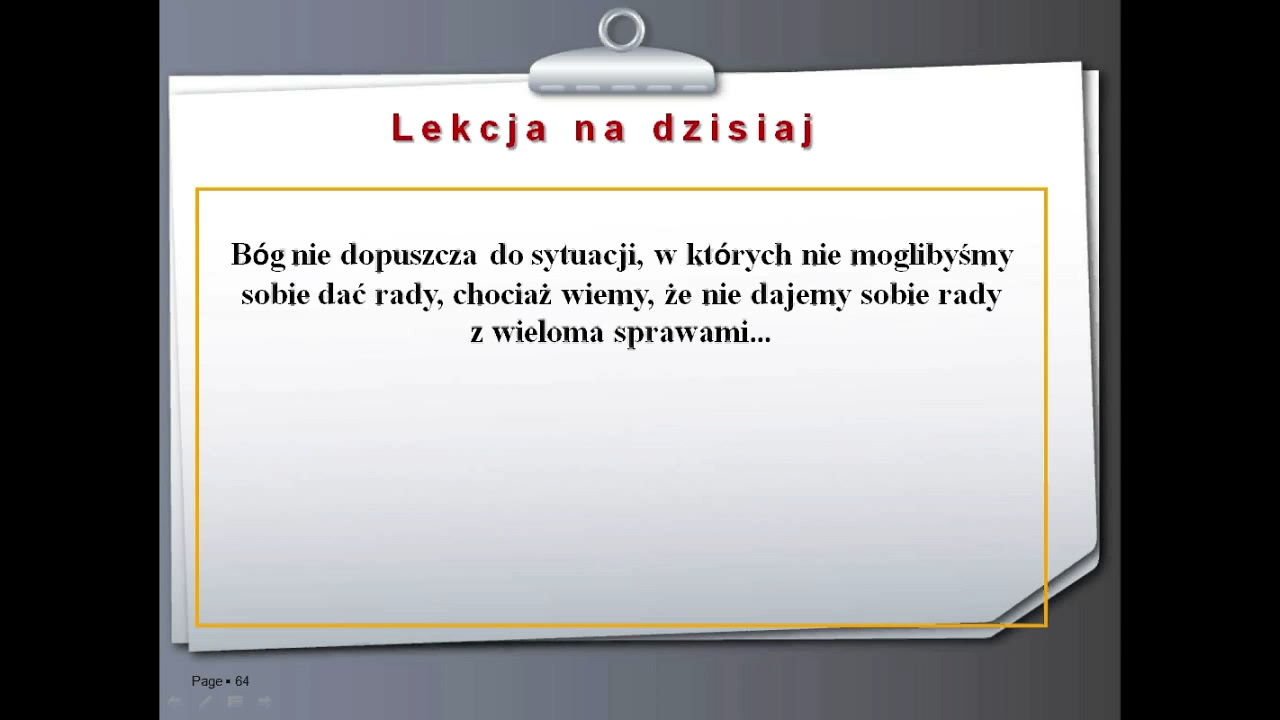 Lekcja na dzisiaj
Bóg nie dopuszcza do sytuacji, w których nie moglibyśmy
sobie dać rady, chociaż wiemy, że nie dajemy sobie rady
z wieloma sprawami...
Page ▪ 64